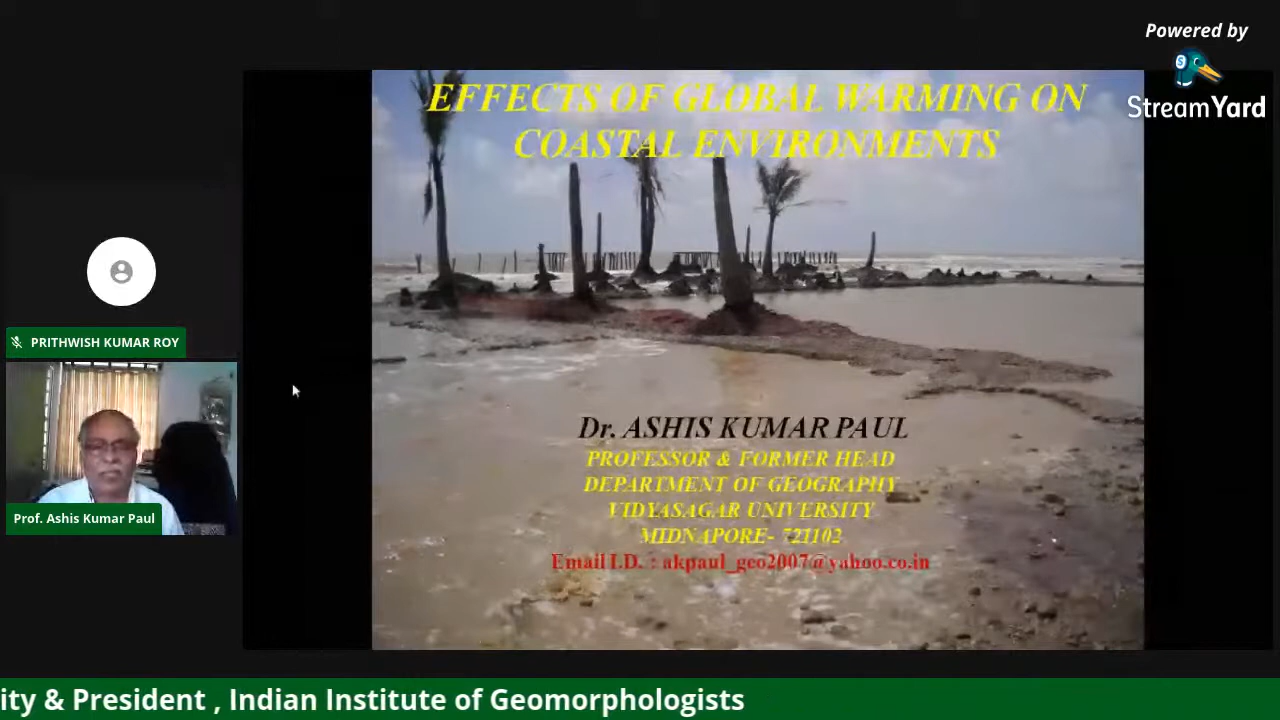 Powered by
StreamYard
EFFECTS OF GLOBAL WARMING ON
COASTAL ENVIRONMENTS
Dr. ASHIS KUMAR PAUL
PROFESSOR & FORMER HEAD
DEPARTMENT OF GEOGRAPHY
VIDYASAGAR UNIVERSITY
MIDNAPORE- 721102
Email I.D. : akpaul_geo2007@yahoo.co.in
PRITHWISH KUMAR ROY
Prof. Ashis Kumar Paul
ity & President , Indian Institute of Geomorphologists